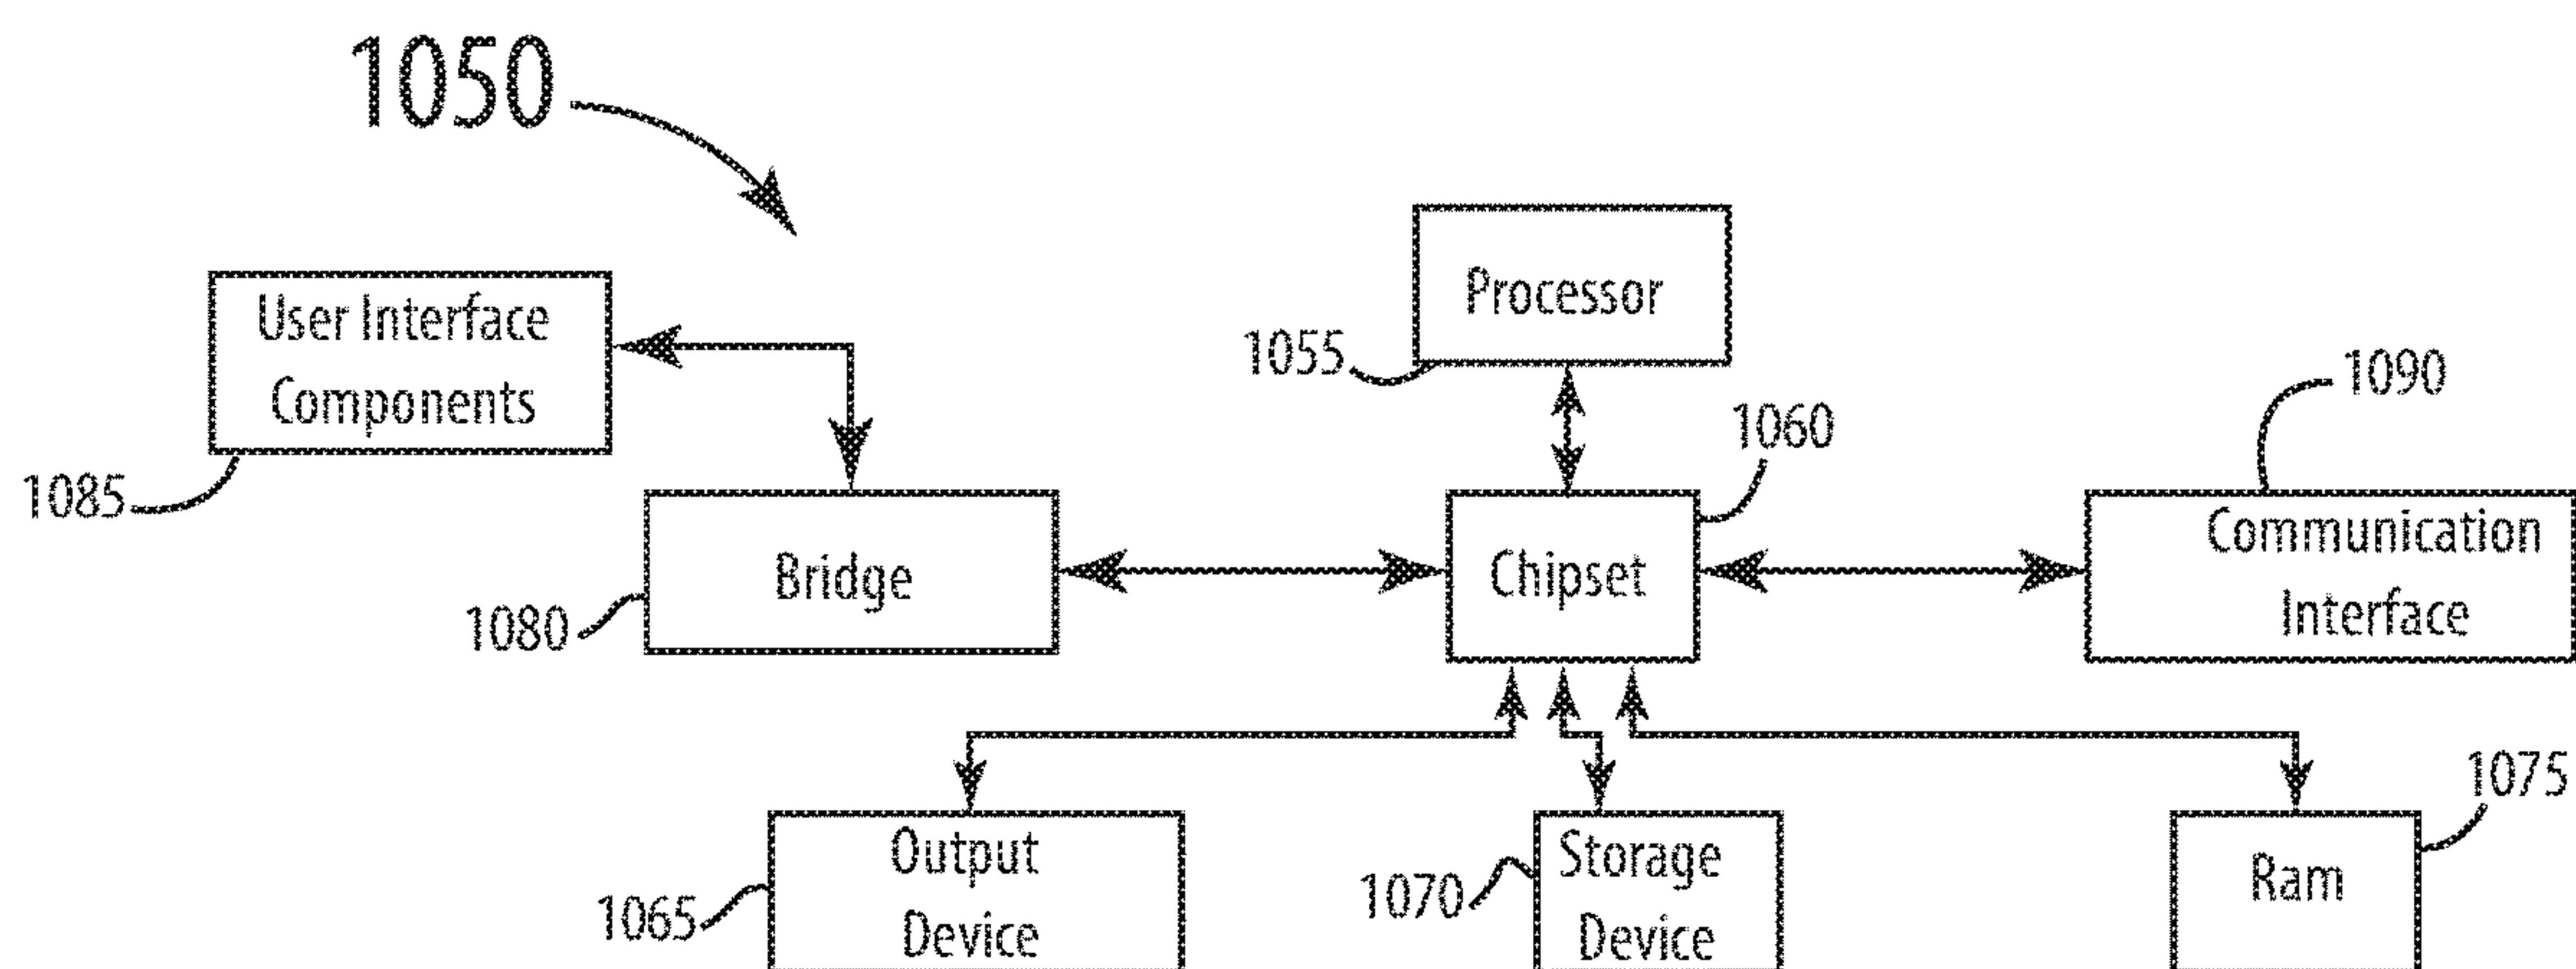 1050
Processor
User Interface
Components
1055
1090
1060
1085
Communication
Interface
Chipset
Bridge
1080
1075
Output
Device
Storage
Device
Ram
1065
1070